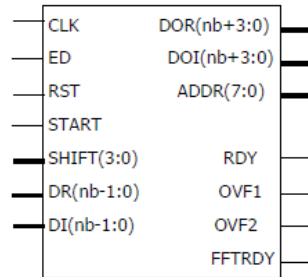 CLK DOR(nb+3:0)
ED DOI(nb+3:0)
RST ADDR(7:0)
START
SHIFT(3:0) RDY
DR(nb-1:0) OVF1
DI(nb-1:0) OVF2
FFTRDY